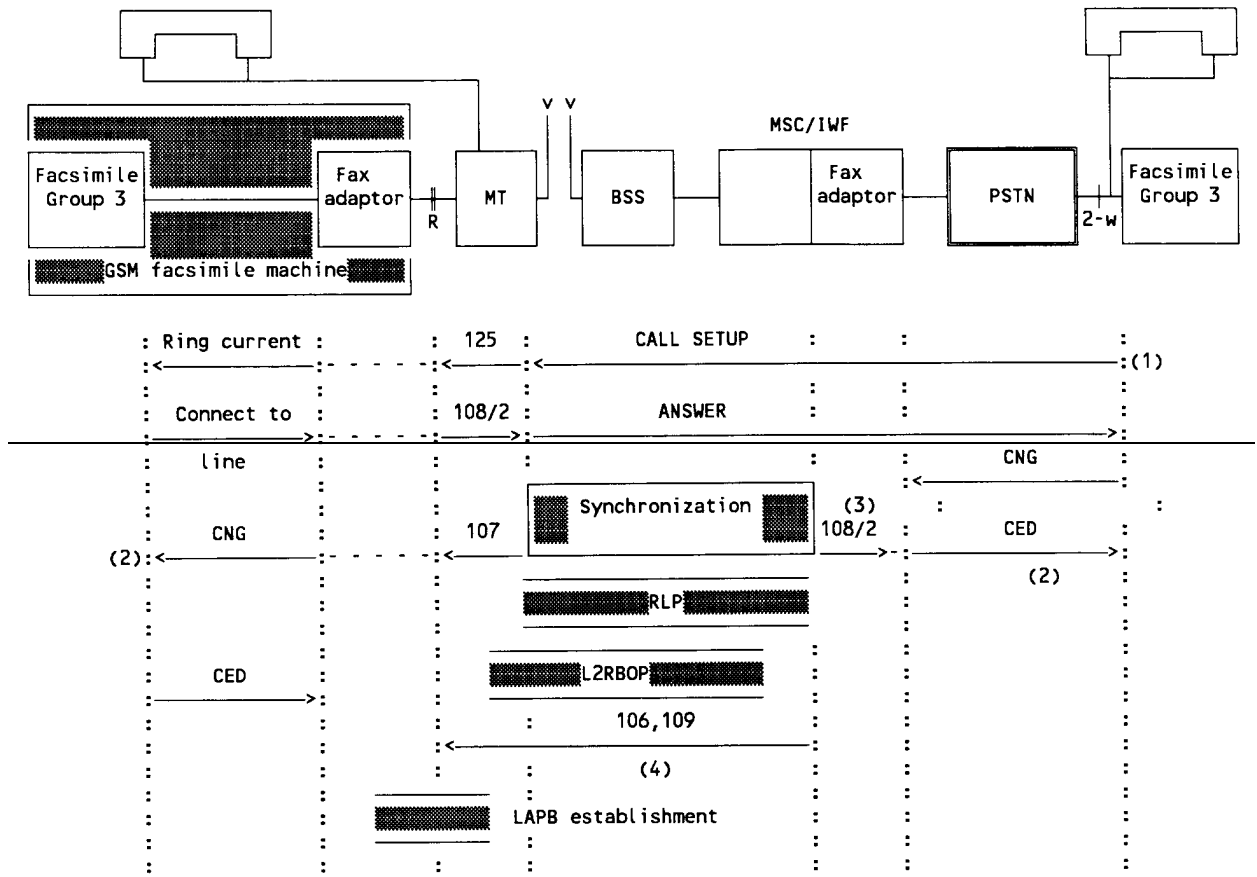 MSC/IWF
Facsimile Group 3
Fax adaptor
R
MT
BSS
Fax adaptor
PSTN
2-w
Facsimile Group 3
GSM facsimile machine
Ring current
125
CALL SETUP
(1)
Connect to
108/2
ANSWER
line
CNG
Synchronization
(3)
CNG
107
108/2
CED
(2)
(2)
RLP
L2RBOP
CED
106,109
(4)
LAPB establishment